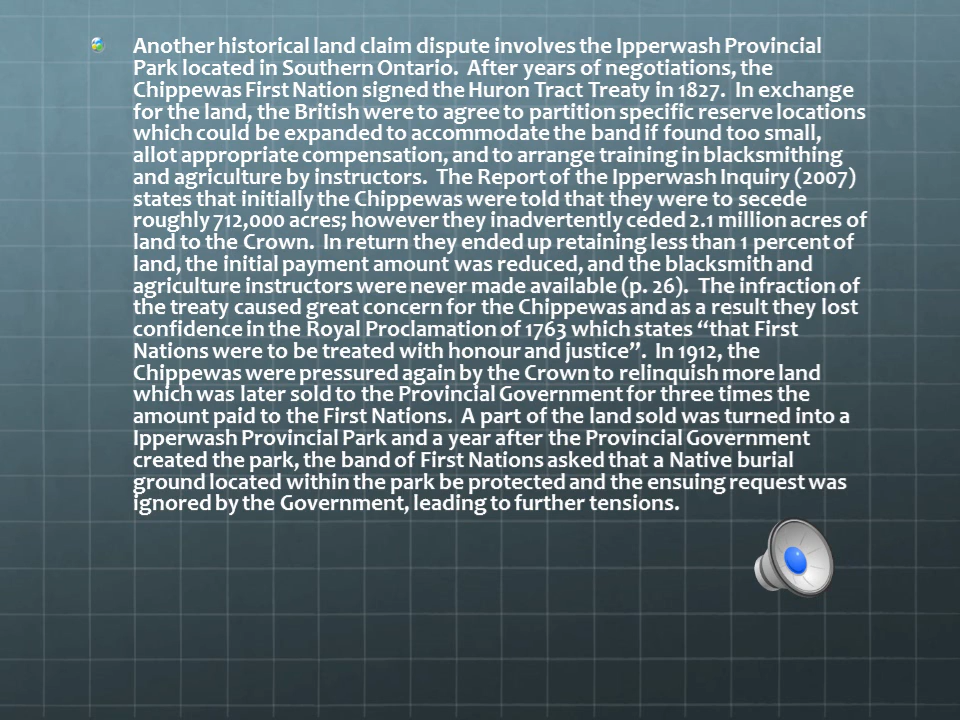 Another historical land claim dispute involves the Ipperwash Provincial
Park located in Southern Ontario.  After years of negotiations, the
Chippewas First Nation signed the Huron Tract Treaty in 1827.  In exchange
for the land, the British were to agree to partition specific reserve locations
which could be expanded to accommodate the band if found too small,
allot appropriate compensation, and to arrange training in blacksmithing
and agriculture by instructors.  The Report of the Ipperwash Inquiry (2007)
states that initially the Chippewas were told that they were to secede
roughly 712,000 acres; however they inadvertently ceded 2.1 million acres of
land to the Crown.  In return they ended up retaining less than 1 percent of
land, the initial payment amount was reduced, and the blacksmith and
agriculture instructors were never made available (p. 26).  The infraction of
the treaty caused great concern for the Chippewas and as a result they lost
confidence in the Royal Proclamation of 1763 which states “that First
Nations were to be treated with honour and justice”.  In 1912, the
Chippewas were pressured again by the Crown to relinquish more land
which was later sold to the Provincial Government for three times the
amount paid to the First Nations.  A part of the land sold was turned into a
Ipperwash Provincial Park and a year after the Provincial Government
created the park, the band of First Nations asked that a Native burial
ground located within the park be protected and the ensuing request was
ignored by the Government, leading to further tensions.